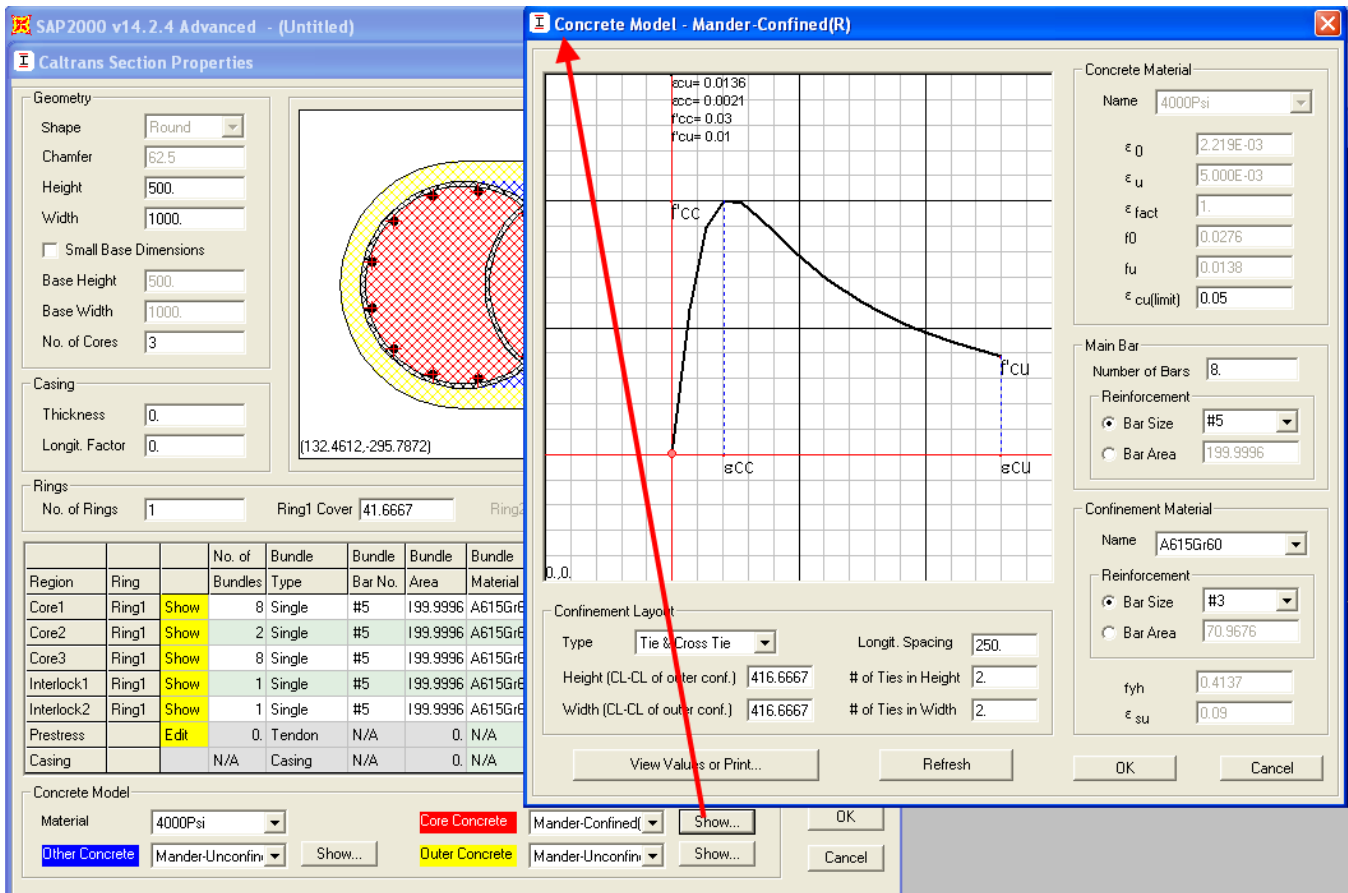 SAP2000 v14.2.4 Advanced - (Untitled)
Caltrans Section Properties
Geometry
Shape Round
Chamfer 62.5
Height 500.
Width 1000.
Small Base Dimensions
Base Height 500.
Base Width 1000.
No. of Cores 3
Casing
Thickness 0.
Longit. Factor 0.
(132.4612,-295.7872)
Rings
No. of Rings 1 Ring1 Cover 41.6667 Ring2
No. of Bundle Bundle Bundle Bundle
Region Ring Bundles Type Bar No. Area Material
Core1 Ring1 Show 8 Single #5 199.9996 A615Gr6
Core2 Ring1 Show 2 Single #5 199.9996 A615Gr6
Core3 Ring1 Show 8 Single #5 199.9996 A615Gr6
Interlock1 Ring1 Show 1 Single #5 199.9996 A615Gr6
Interlock2 Ring1 Show 1 Single #5 199.9996 A615Gr6
Prestress Edit 0. Tendon N/A 0. N/A
Casing N/A Casing N/A 0. N/A
Concrete Model
Material 4000Psi Core Concrete Mander-Confined( Show... OK
Other Concrete Mander-Unconfin Show... Outer Concrete Mander-Unconfin Show... Cancel
Concrete Model - Mander-Confined(R)
εcu= 0.0136
εcc= 0.0021
f'cc= 0.03
f'cu= 0.01
f'cc
f'cu
εcc
εcu
0.,0.
Confinement Layout
Type Tie & Cross Tie Longit. Spacing 250.
Height (CL-CL of outer conf.) 416.6667 # of Ties in Height 2.
Width (CL-CL of outer conf.) 416.6667 # of Ties in Width 2.
View Values or Print... Refresh OK Cancel
Concrete Material
Name 4000Psi
ε0 2.219E-03
εu 5.000E-03
εfact 1.
f0 0.0276
fu 0.0138
εcu(limit) 0.05
Main Bar
Number of Bars 8.
Reinforcement
Bar Size #5
Bar Area 199.9996
Confinement Material
Name A615Gr60
Reinforcement
Bar Size #3
Bar Area 70.9676
fyh 0.4137
εsu 0.09